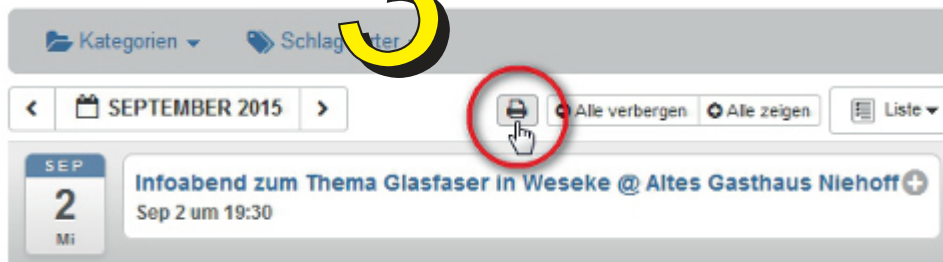 Kategorien
3
SEPTEMBER 2015
Alle verbergen Alle zeigen Liste
SEP
2
Mi
Infoabend zum Thema Glasfaser in Weseke @ Altes Gasthaus Niehoff
Sep 2 um 19:30